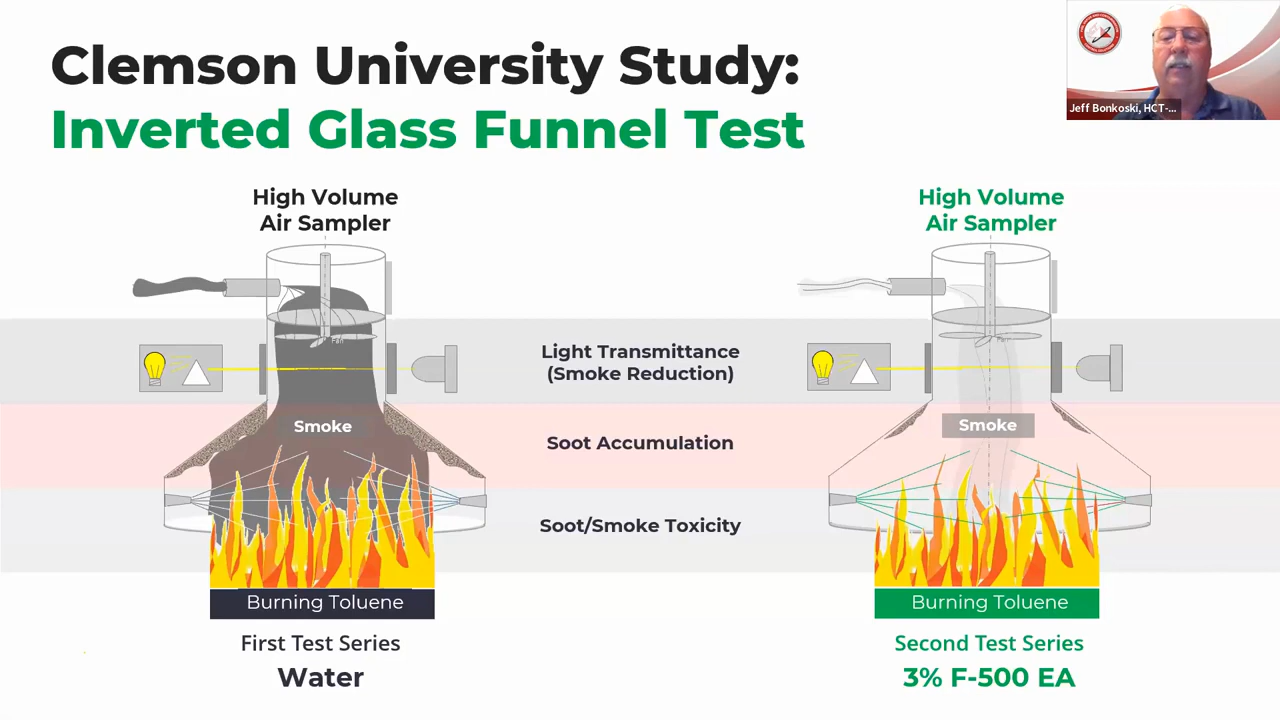 Clemson University Study:
Inverted Glass Funnel Test
Jeff Bonkoski, HCT-...
High Volume
Air Sampler
High Volume
Air Sampler
Fan
Fan
Light Transmittance
(Smoke Reduction)
Smoke
Smoke
Soot Accumulation
Soot/Smoke Toxicity
Burning Toluene
Burning Toluene
First Test Series
Water
Second Test Series
3% F-500 EA